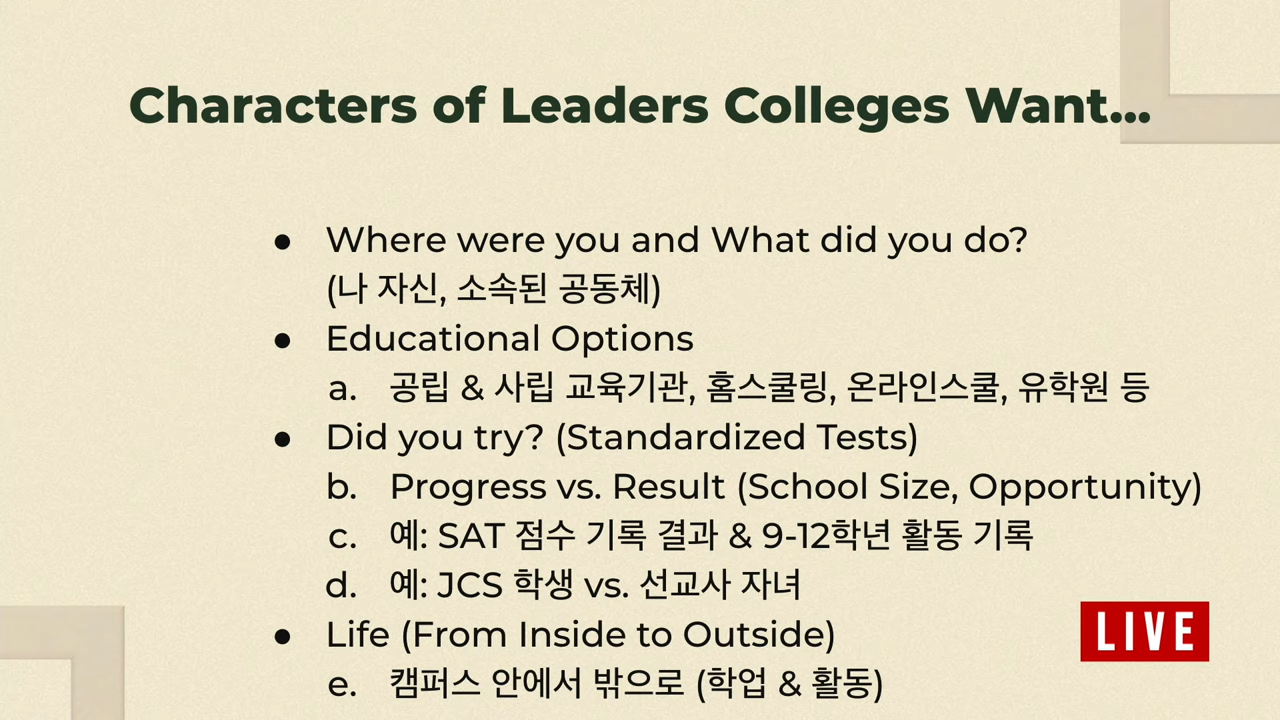 Characters of Leaders Colleges Want...
● Where were you and What did you do?
(나 자신, 소속된 공동체)
● Educational Options
a. 공립 & 사립 교육기관, 홈스쿨링, 온라인스쿨, 유학원 등
● Did you try? (Standardized Tests)
b. Progress vs. Result (School Size, Opportunity)
c. 예: SAT 점수 기록 결과 & 9-12학년 활동 기록
d. 예: JCS 학생 vs. 선교사 자녀
● Life (From Inside to Outside)
e. 캠퍼스 안에서 밖으로 (학업 & 활동)
LIVE